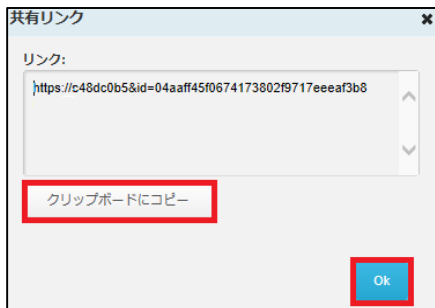 共有リンク
リンク:
https://c48dc0b5&id=04aaff45f0674173802f9717eeeaf3b8
クリップボードにコピー
Ok